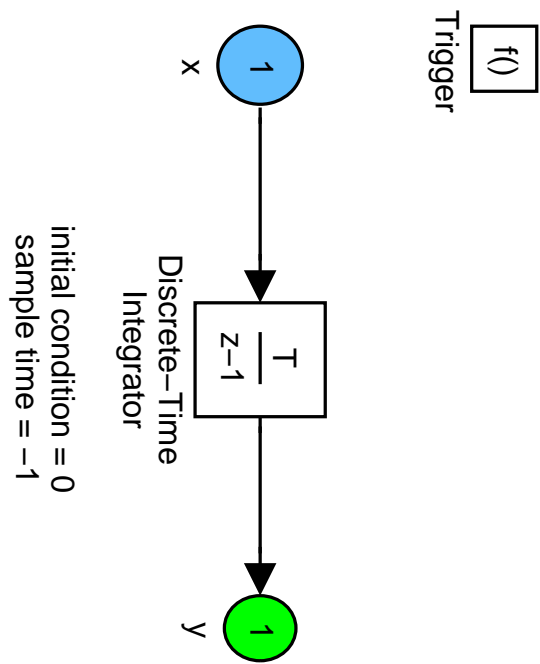 f()
Trigger
1
x
T
z–1
Discrete–Time
Integrator
1
y
initial condition = 0
sample time = –1